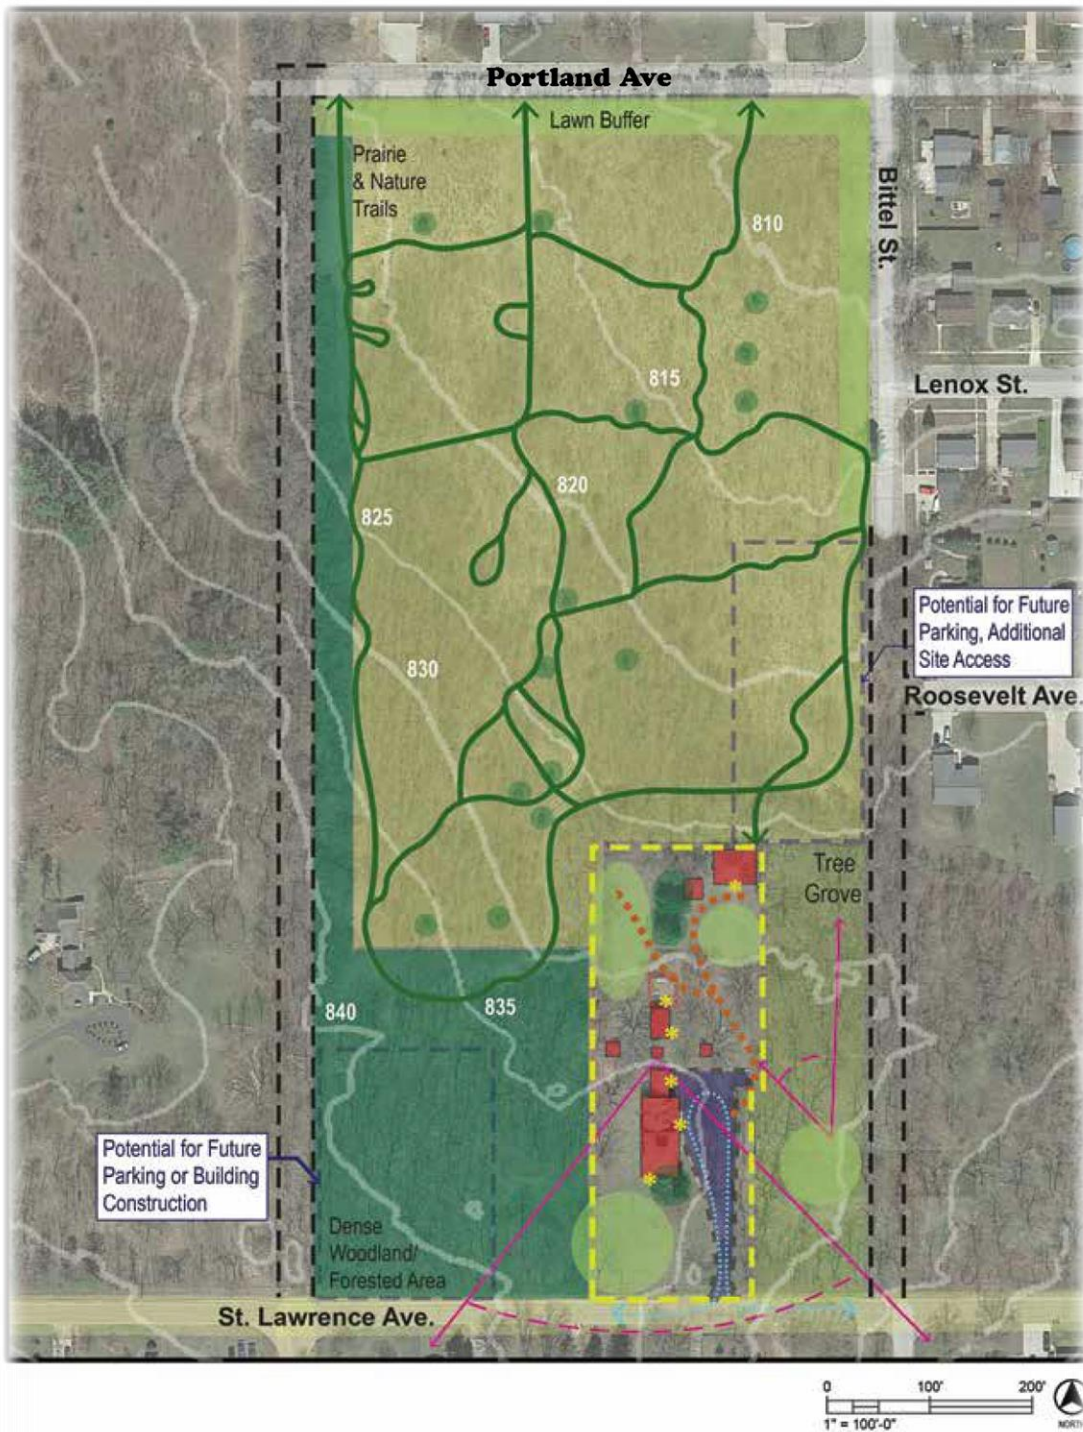 Portland Ave
Lawn Buffer
Prairie
& Nature
Trails
Bittel St.
810
815
Lenox St.
820
825
Potential for Future
Parking, Additional
Site Access
830
Roosevelt Ave.
Tree
Grove
840
835
Potential for Future
Parking or Building
Construction
Dense
Woodland/
Forested Area
St. Lawrence Ave.
0
100'
200'
1" = 100'-0"
NORTH